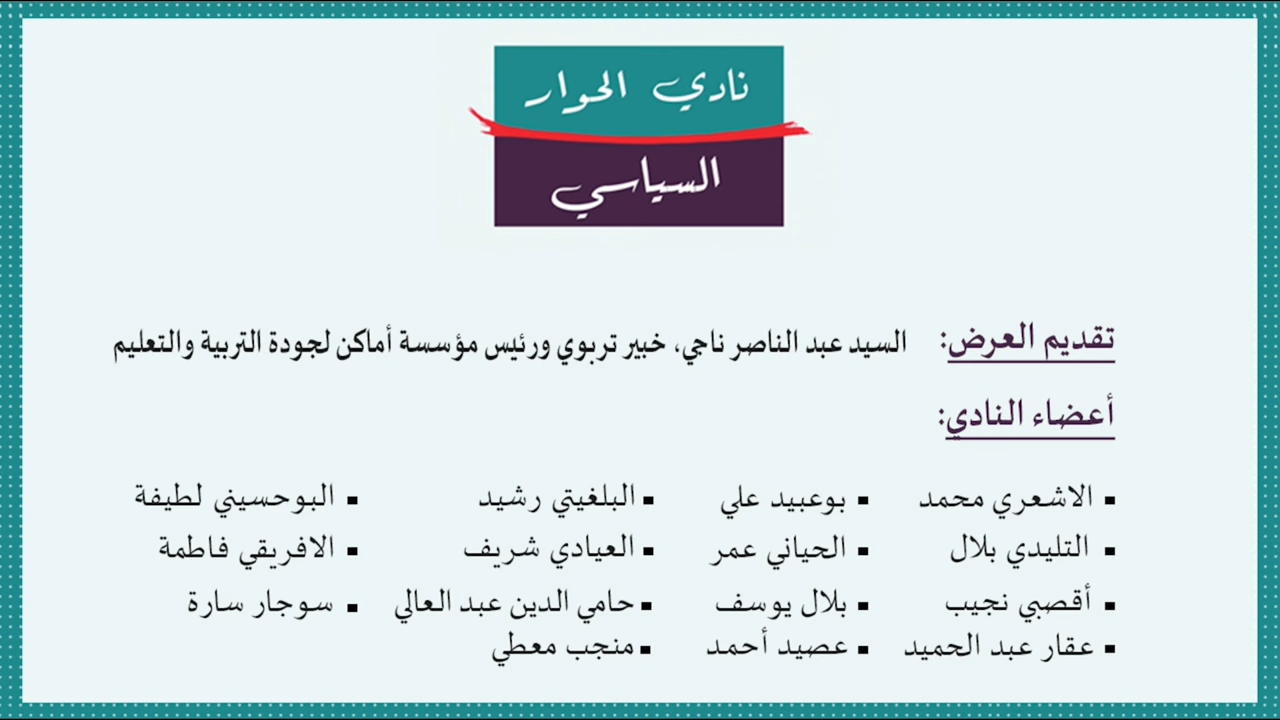 نادي الحوار
السياسي
تقديم العرض: السيد عبد الناصر ناجي، خبير تربوي ورئيس مؤسسة أماكن لجودة التربية والتعليم
أعضاء النادي:
▪ الاشعري محمد ▪ بوعبيد علي ▪ البلغيتي رشيد ▪ البوحسيني لطيفة
▪ التليدي بلال ▪ الحياني عمر ▪ العيادي شريف ▪ الافريقي فاطمة
▪ أقصبي نجيب ▪ بلال يوسف ▪ حامي الدين عبد العالي ▪ سوجار سارة
▪ عقار عبد الحميد ▪ عصيد أحمد ▪ منجب معطي